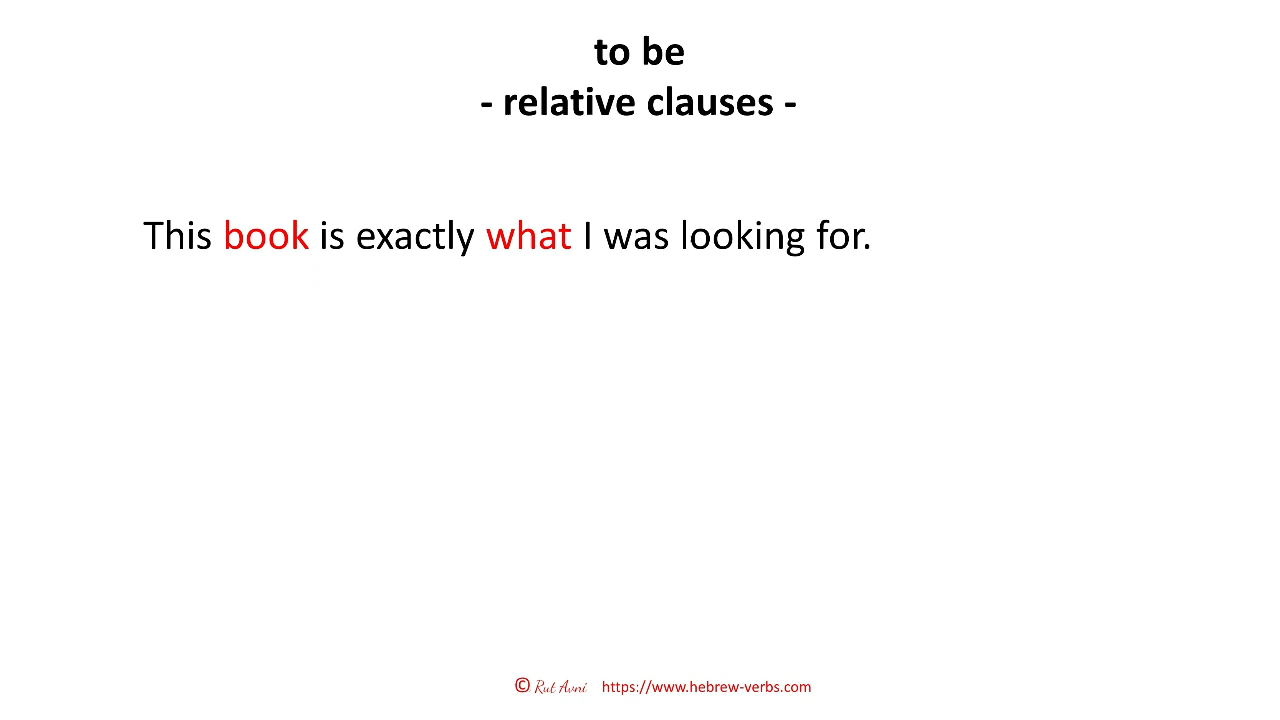 to be
- relative clauses -
This book is exactly what I was looking for.
© Rut Avni https://www.hebrew-verbs.com